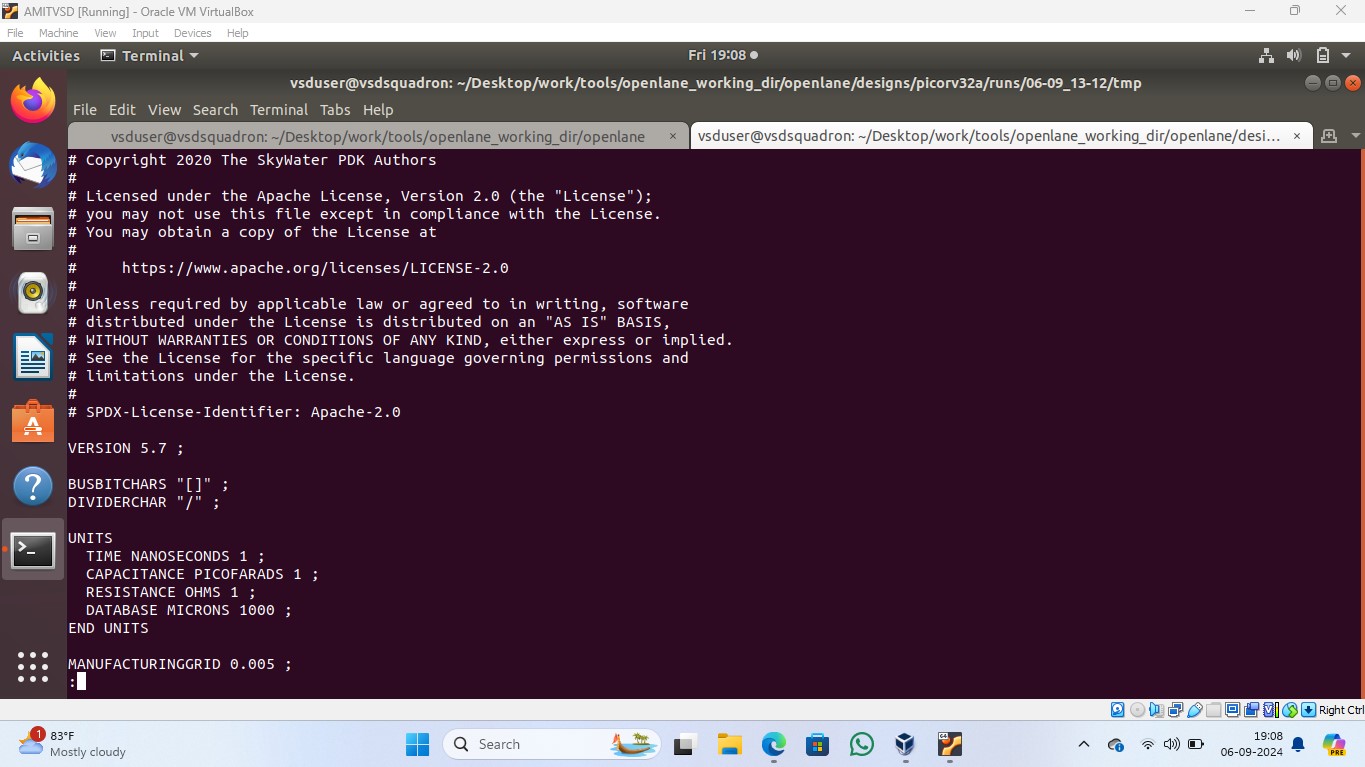 AMITVSD [Running] - Oracle VM VirtualBox
File Machine View Input Devices Help
Activities Terminal Fri 19:08
vsduser@vsdsquadron: ~/Desktop/work/tools/openlane_working_dir/openlane/designs/picorv32a/runs/06-09_13-12/tmp
File Edit View Search Terminal Tabs Help
vsduser@vsdsquadron: ~/Desktop/work/tools/openlane_working_dir/openlane × vsduser@vsdsquadron: ~/Desktop/work/tools/openlane_working_dir/openlane/desi... ×
# Copyright 2020 The SkyWater PDK Authors
#
# Licensed under the Apache License, Version 2.0 (the "License");
# you may not use this file except in compliance with the License.
# You may obtain a copy of the License at
#
#     https://www.apache.org/licenses/LICENSE-2.0
#
# Unless required by applicable law or agreed to in writing, software
# distributed under the License is distributed on an "AS IS" BASIS,
# WITHOUT WARRANTIES OR CONDITIONS OF ANY KIND, either express or implied.
# See the License for the specific language governing permissions and
# limitations under the License.
#
# SPDX-License-Identifier: Apache-2.0
VERSION 5.7 ;
BUSBITCHARS "[]" ;
DIVIDERCHAR "/" ;
UNITS
  TIME NANOSECONDS 1 ;
  CAPACITANCE PICOFARADS 1 ;
  RESISTANCE OHMS 1 ;
  DATABASE MICRONS 1000 ;
END UNITS
MANUFACTURINGGRID 0.005 ;
:
Right Ctrl
1
83°F
Mostly cloudy
Search
64
19:08
06-09-2024
PRE